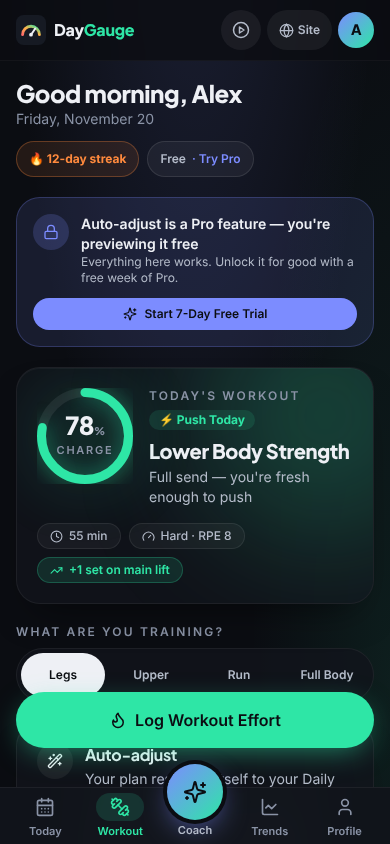 DayGauge
Site
A
Good morning, Alex
Friday, November 20
🔥 12-day streak
Free · Try Pro
Auto-adjust is a Pro feature — you're
previewing it free
Everything here works. Unlock it for good with a
free week of Pro.
Start 7-Day Free Trial
78%
CHARGE
TODAY'S WORKOUT
⚡ Push Today
Lower Body Strength
Full send — you're fresh
enough to push
55 min
Hard · RPE 8
+1 set on main lift
WHAT ARE YOU TRAINING?
Legs
Upper
Run
Full Body
Log Workout Effort
Auto-adjust
Your plan
self to your Daily
Today
Workout
Coach
Trends
Profile